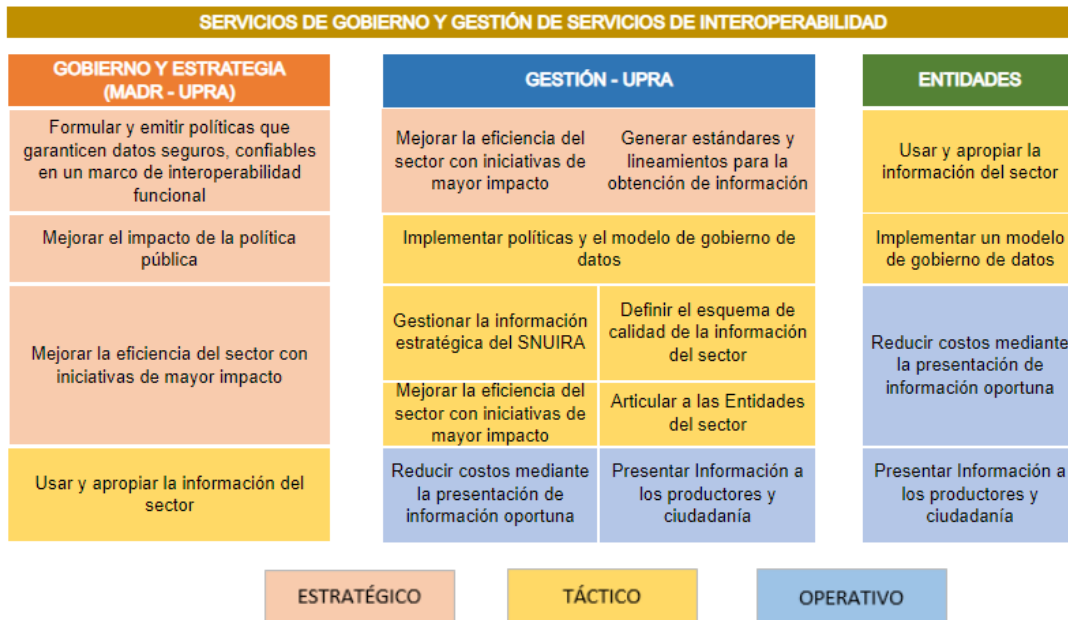 SERVICIOS DE GOBIERNO Y GESTIÓN DE SERVICIOS DE INTEROPERABILIDAD
GOBIERNO Y ESTRATEGIA
(MADR - UPRA)
Formular y emitir políticas que
garanticen datos seguros, confiables
en un marco de interoperabilidad
funcional
Mejorar el impacto de la política
pública
Mejorar la eficiencia del sector con
iniciativas de mayor impacto
Usar y apropiar la información del
sector
GESTIÓN - UPRA
Mejorar la eficiencia del
sector con iniciativas de
mayor impacto
Generar estándares y
lineamientos para la
obtención de información
Implementar políticas y el modelo de gobierno de
datos
Gestionar la información
estratégica del SNUIRA
Definir el esquema de
calidad de la información
del sector
Mejorar la eficiencia del
sector con iniciativas de
mayor impacto
Articular a las Entidades
del sector
Reducir costos mediante
la presentación de
información oportuna
Presentar Información a
los productores y
ciudadanía
ENTIDADES
Usar y apropiar la
información del sector
Implementar un modelo
de gobierno de datos
Reducir costos mediante
la presentación de
información oportuna
Presentar Información a
los productores y
ciudadanía
ESTRATÉGICO
TÁCTICO
OPERATIVO